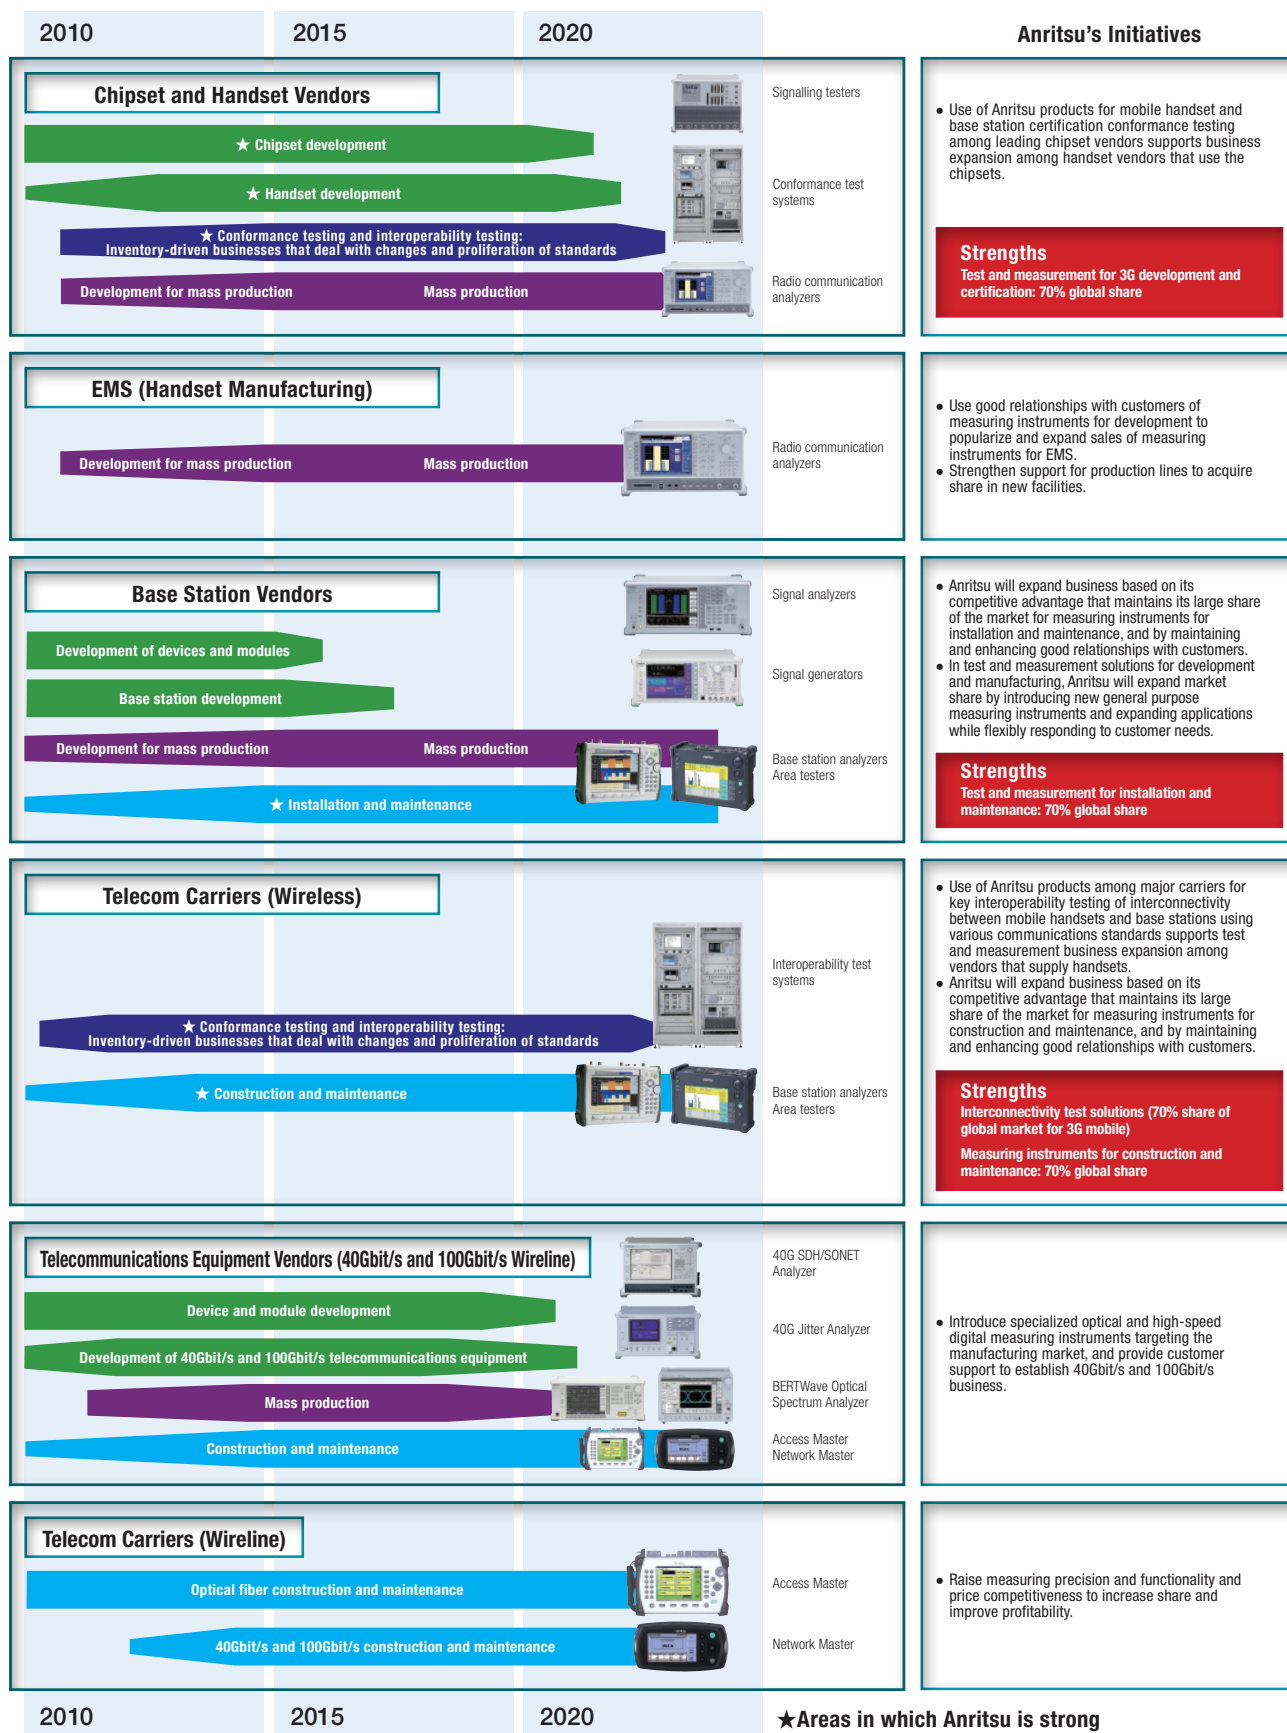 2010 2015 2020 Anritsu's Initiatives
Chipset and Handset Vendors
★ Chipset development
★ Handset development
★ Conformance testing and interoperability testing:
Inventory-driven businesses that deal with changes and proliferation of standards
Development for mass production Mass production
Signalling testers
Conformance test
systems
Radio communication
analyzers
● Use of Anritsu products for mobile handset and
base station certification conformance testing
among leading chipset vendors supports business
expansion among handset vendors that use the
chipsets.
Strengths
Test and measurement for 3G development and
certification: 70% global share
EMS (Handset Manufacturing)
Development for mass production Mass production
Radio communication
analyzers
● Use good relationships with customers of
measuring instruments for development to
popularize and expand sales of measuring
instruments for EMS.
● Strengthen support for production lines to acquire
share in new facilities.
Base Station Vendors
Development of devices and modules
Base station development
Development for mass production Mass production
★ Installation and maintenance
Signal analyzers
Signal generators
Base station analyzers
Area testers
● Anritsu will expand business based on its
competitive advantage that maintains its large share
of the market for measuring instruments for
installation and maintenance, and by maintaining
and enhancing good relationships with customers.
● In test and measurement solutions for development
and manufacturing, Anritsu will expand market
share by introducing new general purpose
measuring instruments and expanding applications
while flexibly responding to customer needs.
Strengths
Test and measurement for installation and
maintenance: 70% global share
Telecom Carriers (Wireless)
★ Conformance testing and interoperability testing:
Inventory-driven businesses that deal with changes and proliferation of standards
★ Construction and maintenance
Interoperability test
systems
Base station analyzers
Area testers
● Use of Anritsu products among major carriers for
key interoperability testing of interconnectivity
between mobile handsets and base stations using
various communications standards supports test
and measurement business expansion among
vendors that supply handsets.
● Anritsu will expand business based on its
competitive advantage that maintains its large
share of the market for measuring instruments for
construction and maintenance, and by maintaining
and enhancing good relationships with customers.
Strengths
Interconnectivity test solutions (70% share of
global market for 3G mobile)
Measuring instruments for construction and
maintenance: 70% global share
Telecommunications Equipment Vendors (40Gbit/s and 100Gbit/s Wireline)
Device and module development
Development of 40Gbit/s and 100Gbit/s telecommunications equipment
Mass production
Construction and maintenance
40G SDH/SONET
Analyzer
40G Jitter Analyzer
BERTWave Optical
Spectrum Analyzer
Access Master
Network Master
● Introduce specialized optical and high-speed
digital measuring instruments targeting the
manufacturing market, and provide customer
support to establish 40Gbit/s and 100Gbit/s
business.
Telecom Carriers (Wireline)
Optical fiber construction and maintenance
40Gbit/s and 100Gbit/s construction and maintenance
Access Master
Network Master
● Raise measuring precision and functionality and
price competitiveness to increase share and
improve profitability.
2010 2015 2020 ★Areas in which Anritsu is strong